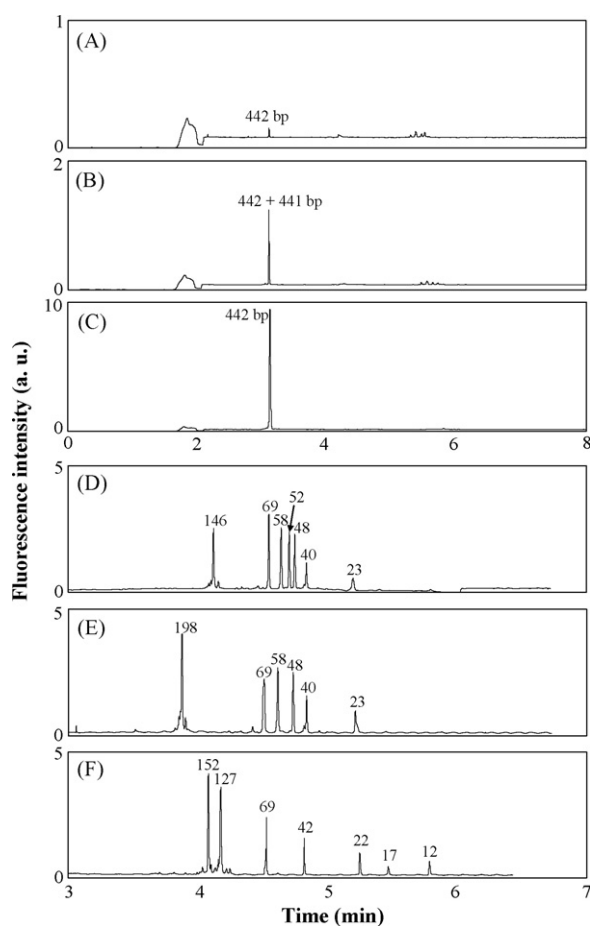 Fluorescence intensity (a. u.)
1
(A)
442 bp
0
2
(B)
442 + 441 bp
0
10
(C)
442 bp
0
0 2 4 6 8
5
(D)
146 69 58 52 48 40 23
0
5
(E)
198 69 58 48 40 23
0
5
(F)
152 127 69 42 22 17 12
0
3 4 5 6 7
Time (min)